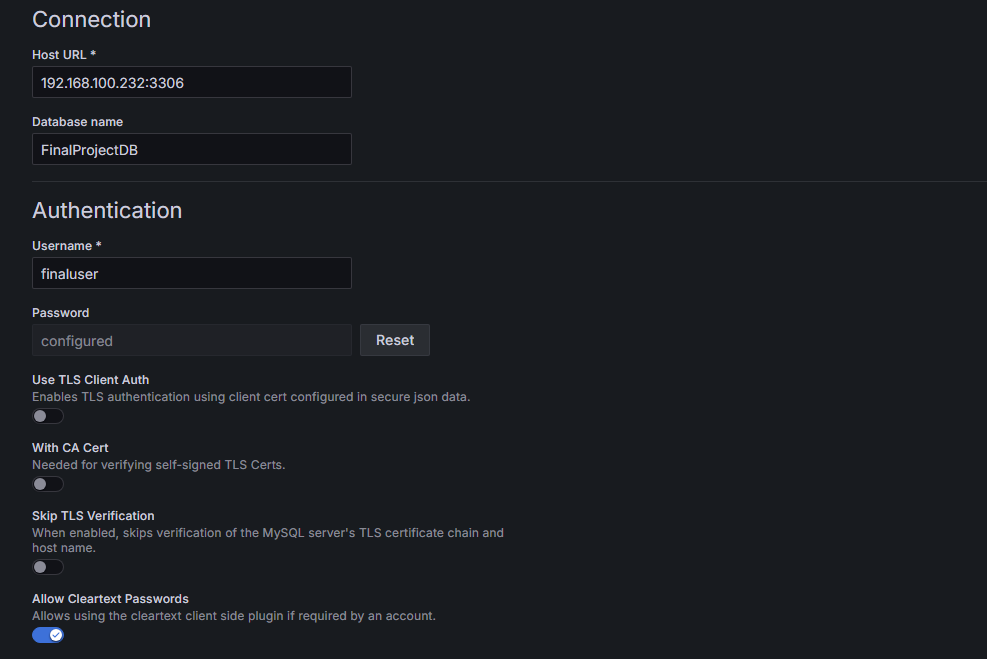 Connection
Host URL *
192.168.100.232:3306
Database name
FinalProjectDB
Authentication
Username *
finaluser
Password
configured
Reset
Use TLS Client Auth
Enables TLS authentication using client cert configured in secure json data.
With CA Cert
Needed for verifying self-signed TLS Certs.
Skip TLS Verification
When enabled, skips verification of the MySQL server's TLS certificate chain and
host name.
Allow Cleartext Passwords
Allows using the cleartext client side plugin if required by an account.